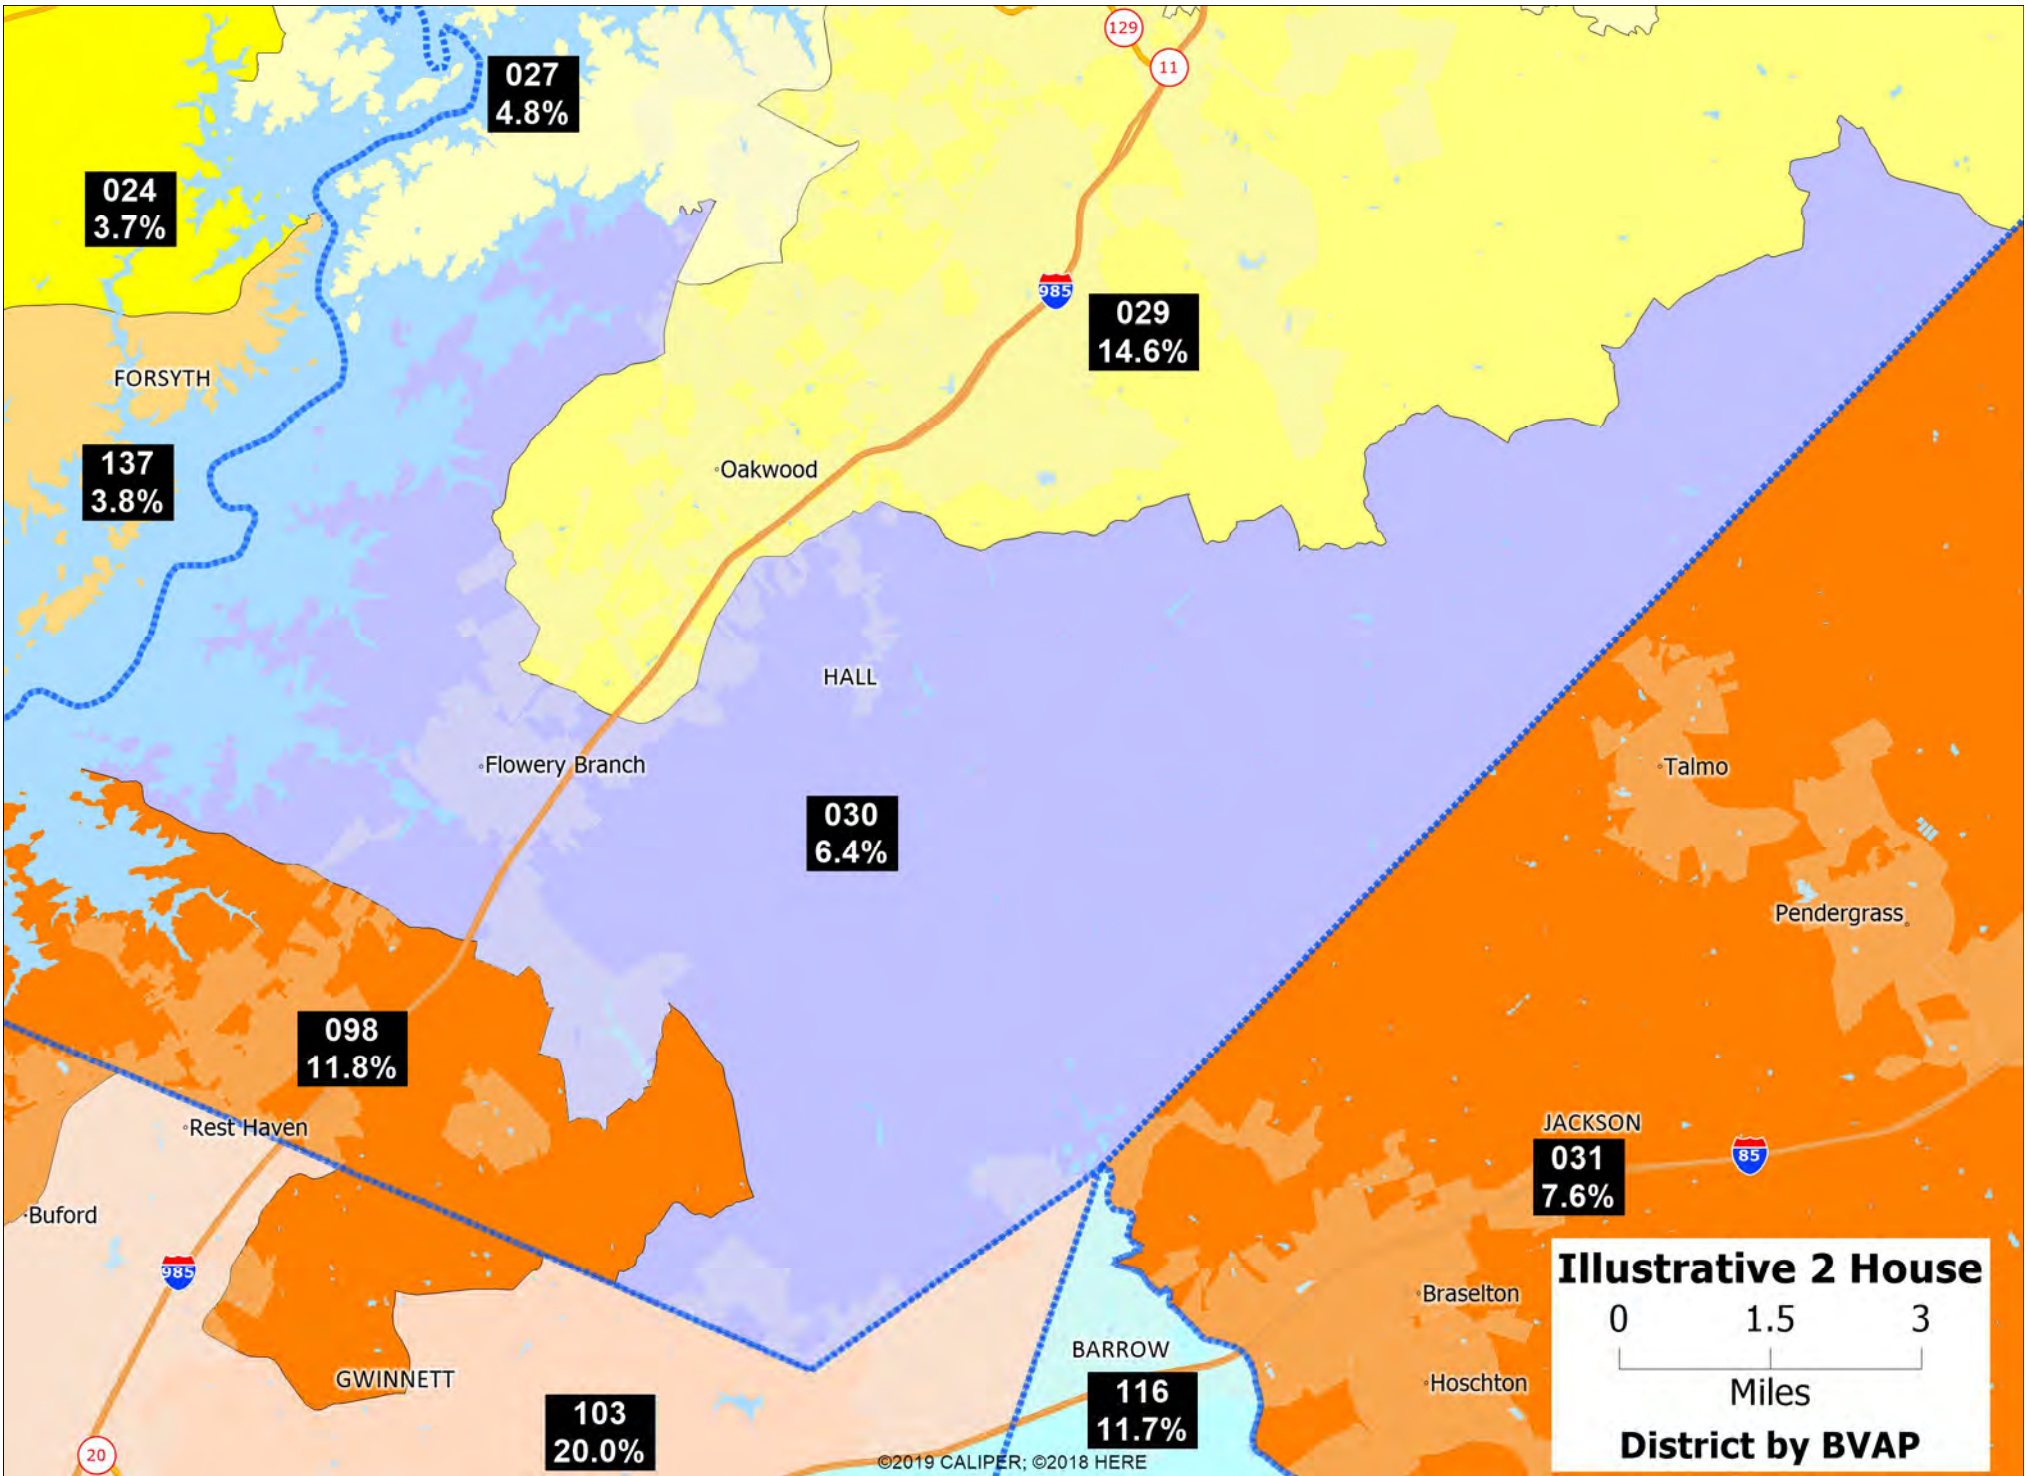 129
11
027
4.8%
024
3.7%
985
029
14.6%
FORSYTH
137
3.8%
Oakwood
HALL
Flowery Branch
Talmo
030
6.4%
Pendergrass
098
11.8%
Rest Haven
JACKSON
031
7.6%
85
Buford
985
Illustrative 2 House
0 1.5 3
Miles
District by BVAP
Braselton
BARROW
GWINNETT
Hoschton
116
11.7%
103
20.0%
20
©2019 CALIPER; ©2018 HERE